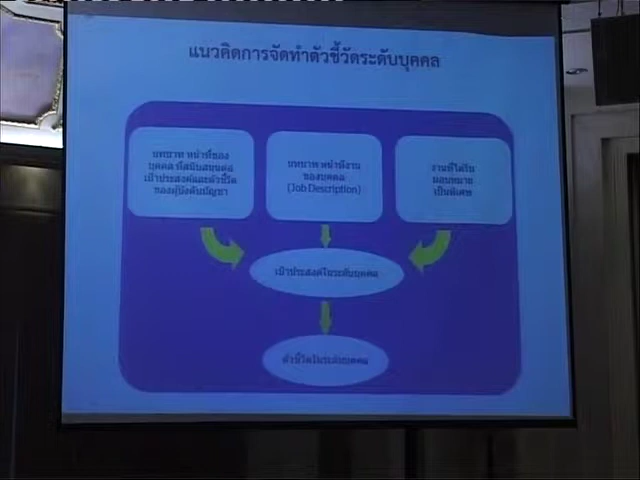 แนวคิดการจัดทำตัวชี้วัดระดับบุคคล
บทบาท หน้าที่ของ
บุคคล ที่สนับสนุนต่อ
เป้าประสงค์และตัวชี้วัด
ของผู้บังคับบัญชา
บทบาท หน้าที่งาน
ของบุคคล
(Job Description)
งานที่ได้รับ
มอบหมาย
เป็นพิเศษ
เป้าประสงค์ในระดับบุคคล
ตัวชี้วัดในระดับบุคคล